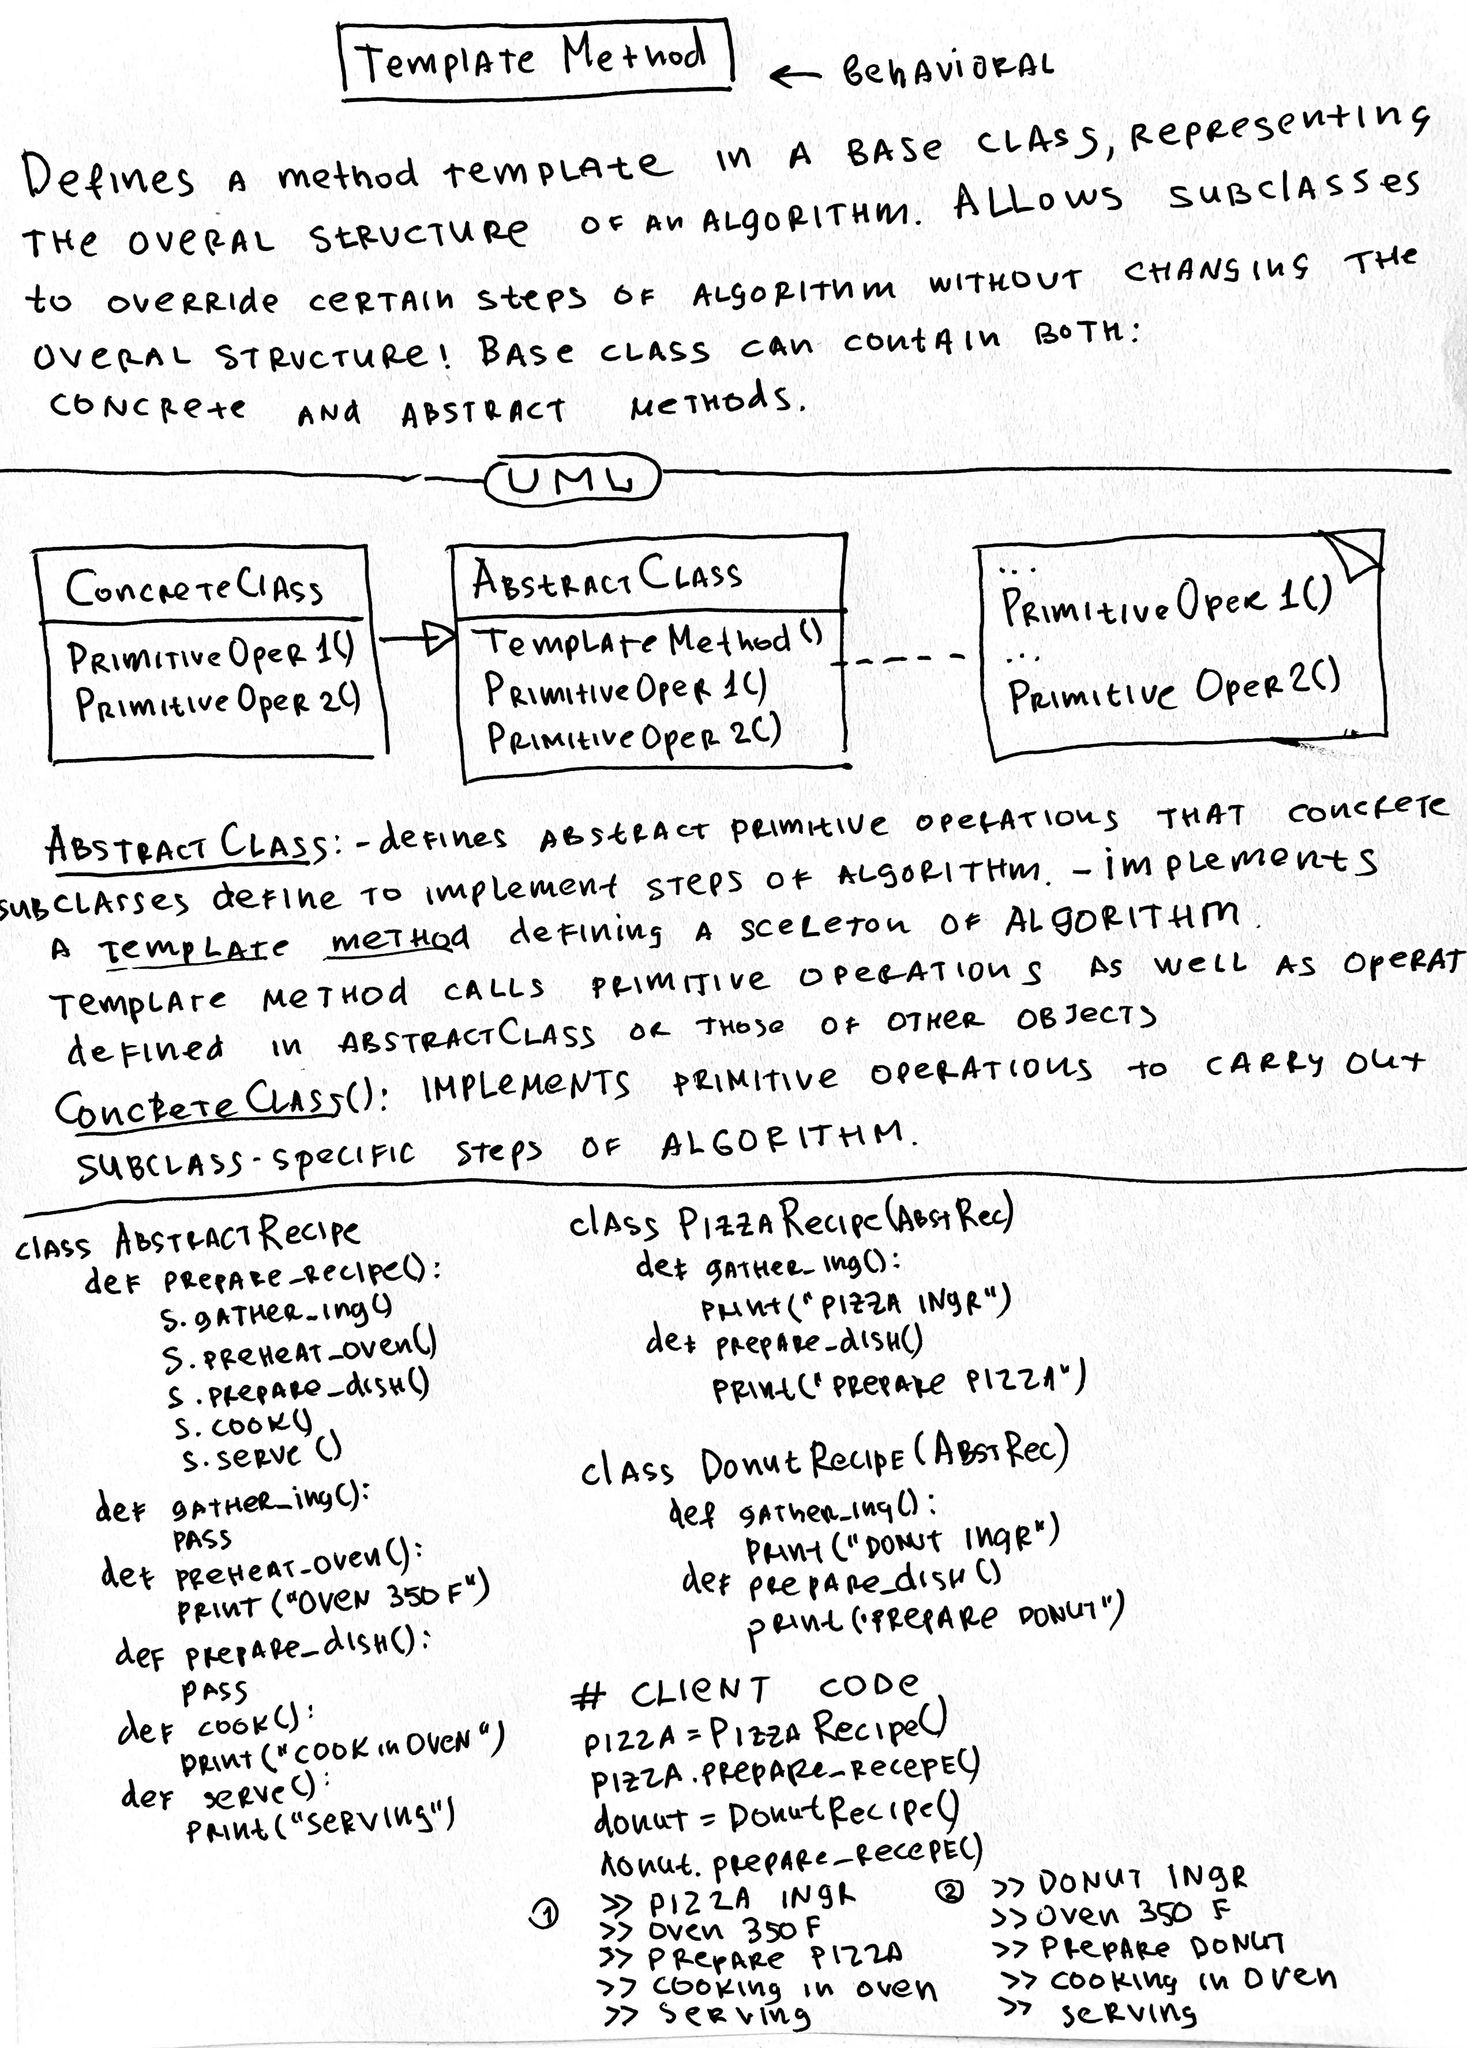 Template Method
← Behavioral
Defines a method template in a base class, representing
the overal structure of an algorithm. Allows subclasses
to override certain steps of algorithm without changing the
overal structure! Base class can contain both:
concrete and abstract methods.
UML
ConcreteClass
PrimitiveOper 1()
PrimitiveOper 2()
AbstractClass
TemplateMethod()
PrimitiveOper 1()
PrimitiveOper 2()
...
PrimitiveOper 1()
...
Primitive Oper 2()
AbstractClass: - defines abstract primitive operations that concrete
subclasses define to implement steps of algorithm. - implements
a template method defining a sceleton of algorithm.
Template method calls primitive operations as well as operat
defined in AbstractClass or those of other objects
ConcreteClass(): implements primitive operations to carry out
subclass-specific steps of algorithm.
class AbstractRecipe
def prepare_recipe():
s.gather_ing()
s.preheat_oven()
s.prepare_dish()
s.cook()
s.serve()
def gather_ing():
pass
def preheat_oven():
print("oven 350 F")
def prepare_dish():
pass
def cook():
print("cook in oven")
def serve():
print("serving")
class PizzaRecipe(AbstRec)
def gather_ing():
print("pizza ingr")
def prepare_dish()
print("prepare pizza")
class DonutRecipe(AbstRec)
def gather_ing():
print("donut ingr")
def prepare_dish()
print("prepare donut")
# CLIENT CODE
pizza = PizzaRecipe()
pizza.prepare_recepe()
donut = DonutRecipe()
donut.prepare_recepe()
① >> pizza ingr
>> oven 350 F
>> prepare pizza
>> cooking in oven
>> serving
② >> donut ingr
>> oven 350 F
>> prepare donut
>> cooking in oven
>> serving